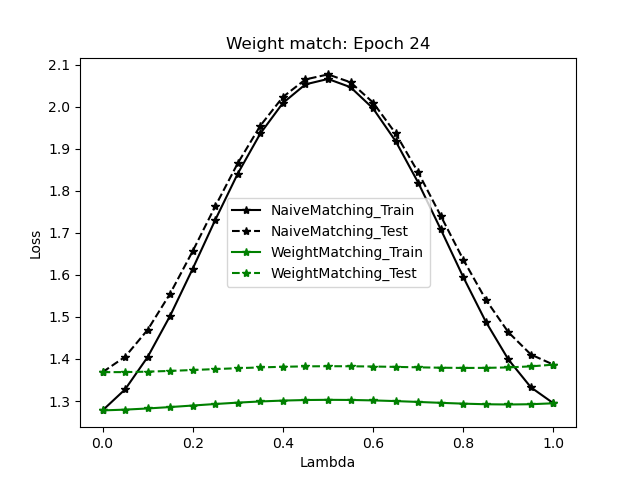 Weight match: Epoch 24
2.1
2.0
1.9
1.8
1.7
1.6
1.5
1.4
1.3
Loss
NaiveMatching_Train
NaiveMatching_Test
WeightMatching_Train
WeightMatching_Test
0.0 0.2 0.4 0.6 0.8 1.0
Lambda